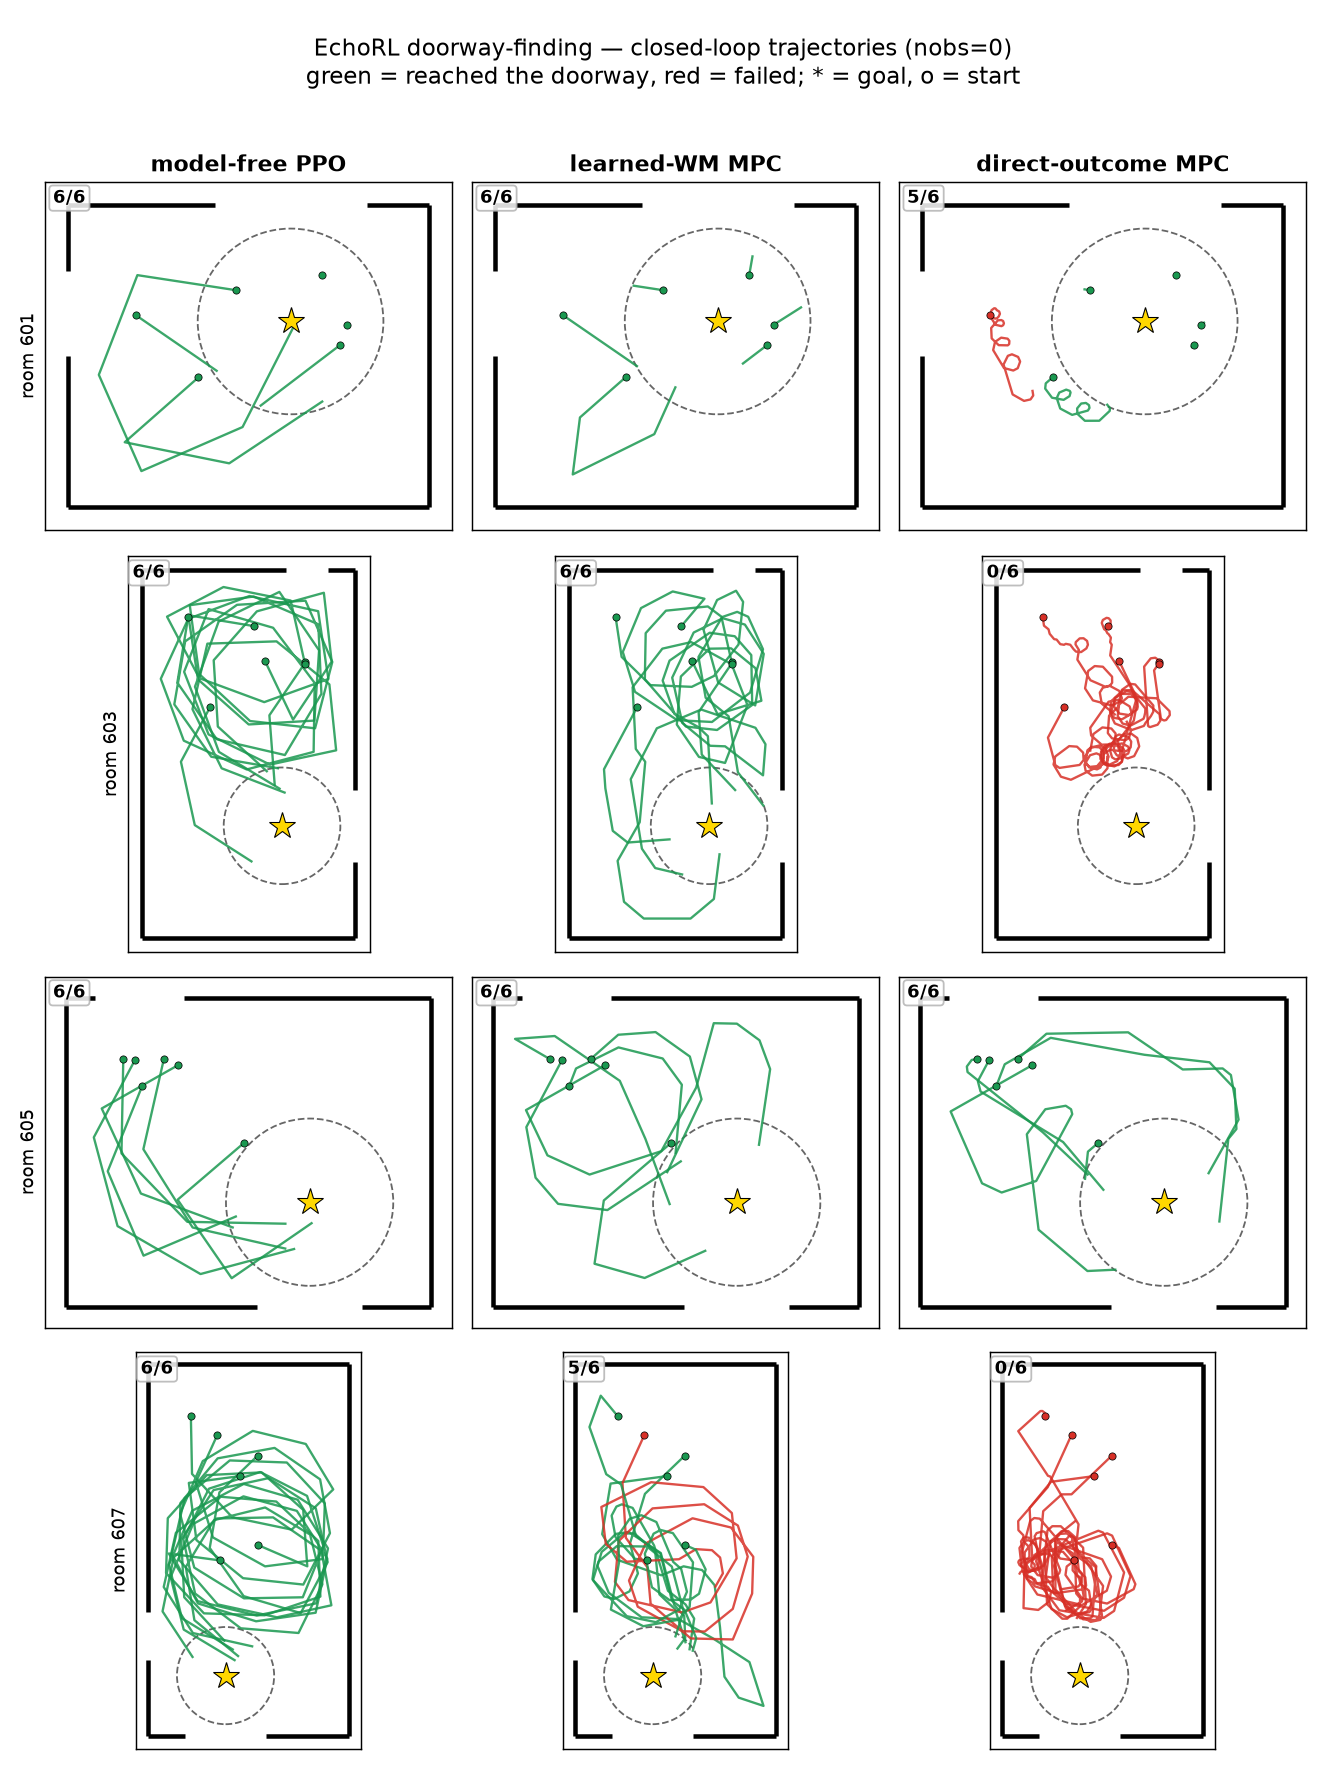 EchoRL doorway-finding — closed-loop trajectories (nobs=0)
green = reached the doorway, red = failed; * = goal, o = start
model-free PPO
learned-WM MPC
direct-outcome MPC
room 601
6/6
6/6
5/6
room 603
6/6
6/6
0/6
room 605
6/6
6/6
6/6
room 607
6/6
5/6
0/6